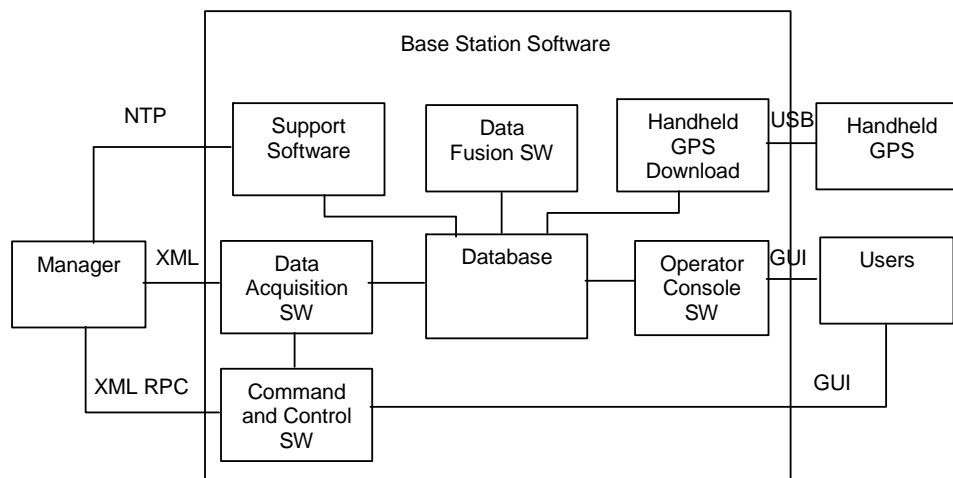 Base Station Software
NTP
Support
Software
Data
Fusion SW
Handheld
GPS
Download
USB
Handheld
GPS
Manager
XML
Data
Acquisition
SW
Database
Operator
Console
SW
GUI
Users
XML RPC
Command
and Control
SW
GUI